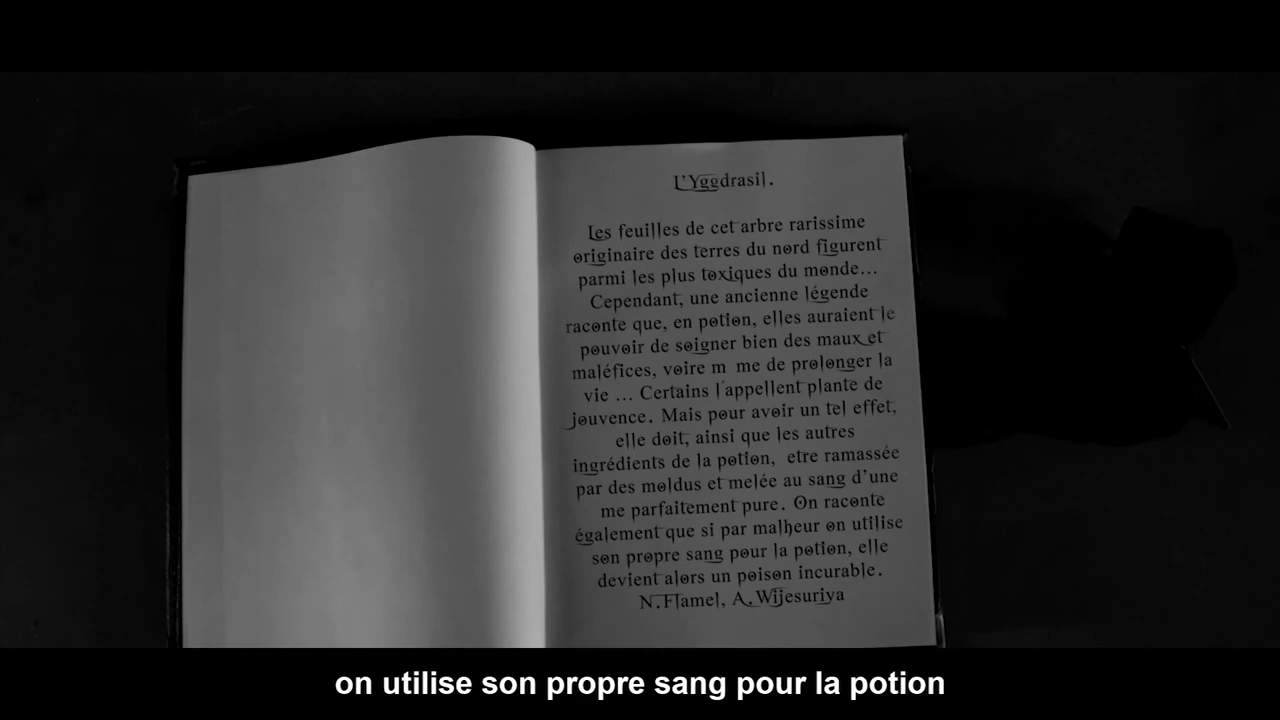 L'Yggdrasil.
Les feuilles de cet arbre rarissime
originaire des terres du nord figurent
parmi les plus toxiques du monde...
Cependant, une ancienne légende
raconte que, en potion, elles auraient le
pouvoir de soigner bien des maux et
maléfices, voire m me de prolonger la
vie ... Certains l'appellent plante de
jouvence. Mais pour avoir un tel effet,
elle doit, ainsi que les autres
ingrédients de la potion, etre ramassée
par des moldus et melée au sang d'une
me parfaitement pure. On raconte
également que si par malheur on utilise
son propre sang pour la potion, elle
devient alors un poison incurable.
N.Flamel, A.Wijesuriya
on utilise son propre sang pour la potion